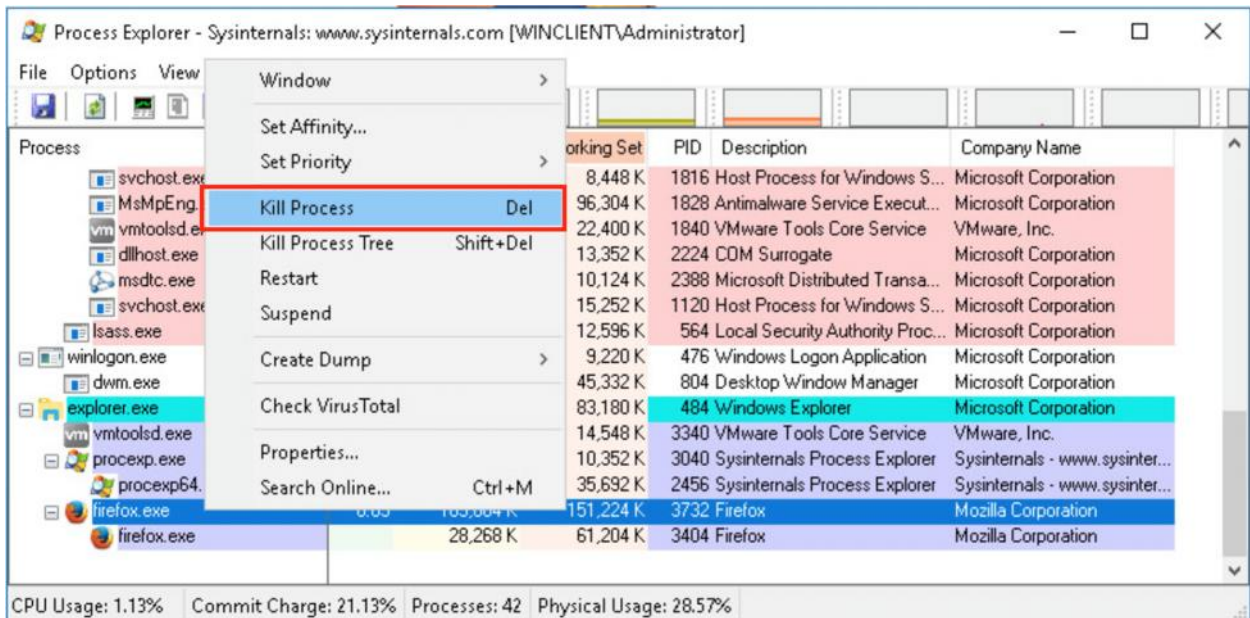 Process Explorer - Sysinternals: www.sysinternals.com [WINCLIENT\Administrator]
File Options View
Window
Set Affinity...
Set Priority
Kill Process Del
Kill Process Tree Shift+Del
Restart
Suspend
Create Dump
Check VirusTotal
Properties...
Search Online... Ctrl+M
Process orking Set PID Description Company Name
svchost.exe 8,448 K 1816 Host Process for Windows S... Microsoft Corporation
MsMpEng. 96,304 K 1828 Antimalware Service Execut... Microsoft Corporation
vmtoolsd.e 22,400 K 1840 VMware Tools Core Service VMware, Inc.
dllhost.exe 13,352 K 2224 COM Surrogate Microsoft Corporation
msdtc.exe 10,124 K 2388 Microsoft Distributed Transa... Microsoft Corporation
svchost.exe 15,252 K 1120 Host Process for Windows S... Microsoft Corporation
lsass.exe 12,596 K 564 Local Security Authority Proc... Microsoft Corporation
winlogon.exe 9,220 K 476 Windows Logon Application Microsoft Corporation
dwm.exe 45,332 K 804 Desktop Window Manager Microsoft Corporation
explorer.exe 83,180 K 484 Windows Explorer Microsoft Corporation
vmtoolsd.exe 14,548 K 3340 VMware Tools Core Service VMware, Inc.
procexp.exe 10,352 K 3040 Sysinternals Process Explorer Sysinternals - www.sysinter...
procexp64. 35,692 K 2456 Sysinternals Process Explorer Sysinternals - www.sysinter...
firefox.exe 151,224 K 3732 Firefox Mozilla Corporation
firefox.exe 28,268 K 61,204 K 3404 Firefox Mozilla Corporation
CPU Usage: 1.13% Commit Charge: 21.13% Processes: 42 Physical Usage: 28.57%